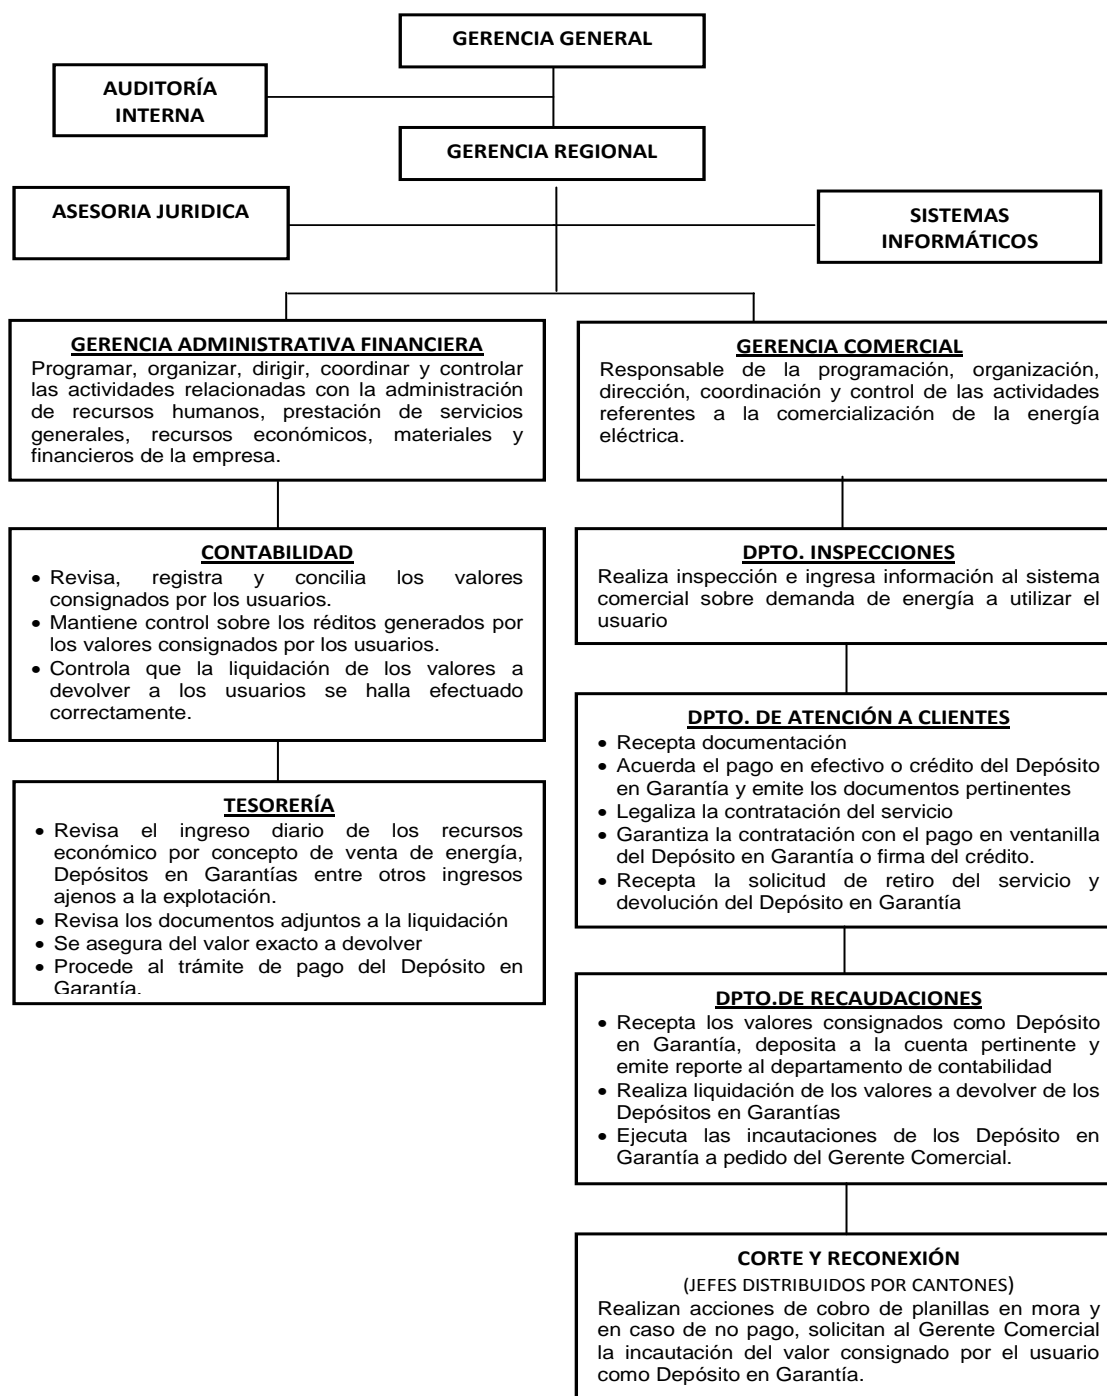 GERENCIA GENERAL
AUDITORÍA
INTERNA
GERENCIA REGIONAL
ASESORIA JURIDICA
SISTEMAS
INFORMÁTICOS
GERENCIA ADMINISTRATIVA FINANCIERA
Programar, organizar, dirigir, coordinar y controlar
las actividades relacionadas con la administración
de recursos humanos, prestación de servicios
generales, recursos económicos, materiales y
financieros de la empresa.
GERENCIA COMERCIAL
Responsable de la programación, organización,
dirección, coordinación y control de las actividades
referentes a la comercialización de la energía
eléctrica.
CONTABILIDAD
• Revisa, registra y concilia los valores
consignados por los usuarios.
• Mantiene control sobre los réditos generados por
los valores consignados por los usuarios.
• Controla que la liquidación de los valores a
devolver a los usuarios se halla efectuado
correctamente.
DPTO. INSPECCIONES
Realiza inspección e ingresa información al sistema
comercial sobre demanda de energía a utilizar el
usuario
TESORERÍA
• Revisa el ingreso diario de los recursos
económico por concepto de venta de energía,
Depósitos en Garantías entre otros ingresos
ajenos a la explotación.
• Revisa los documentos adjuntos a la liquidación
• Se asegura del valor exacto a devolver
• Procede al trámite de pago del Depósito en
Garantía.
DPTO. DE ATENCIÓN A CLIENTES
• Recepta documentación
• Acuerda el pago en efectivo o crédito del Depósito
en Garantía y emite los documentos pertinentes
• Legaliza la contratación del servicio
• Garantiza la contratación con el pago en ventanilla
del Depósito en Garantía o firma del crédito.
• Recepta la solicitud de retiro del servicio y
devolución del Depósito en Garantía
DPTO.DE RECAUDACIONES
• Recepta los valores consignados como Depósito
en Garantía, deposita a la cuenta pertinente y
emite reporte al departamento de contabilidad
• Realiza liquidación de los valores a devolver de los
Depósitos en Garantías
• Ejecuta las incautaciones de los Depósito en
Garantía a pedido del Gerente Comercial.
CORTE Y RECONEXIÓN
(JEFES DISTRIBUIDOS POR CANTONES)
Realizan acciones de cobro de planillas en mora y
en caso de no pago, solicitan al Gerente Comercial
la incautación del valor consignado por el usuario
como Depósito en Garantía.